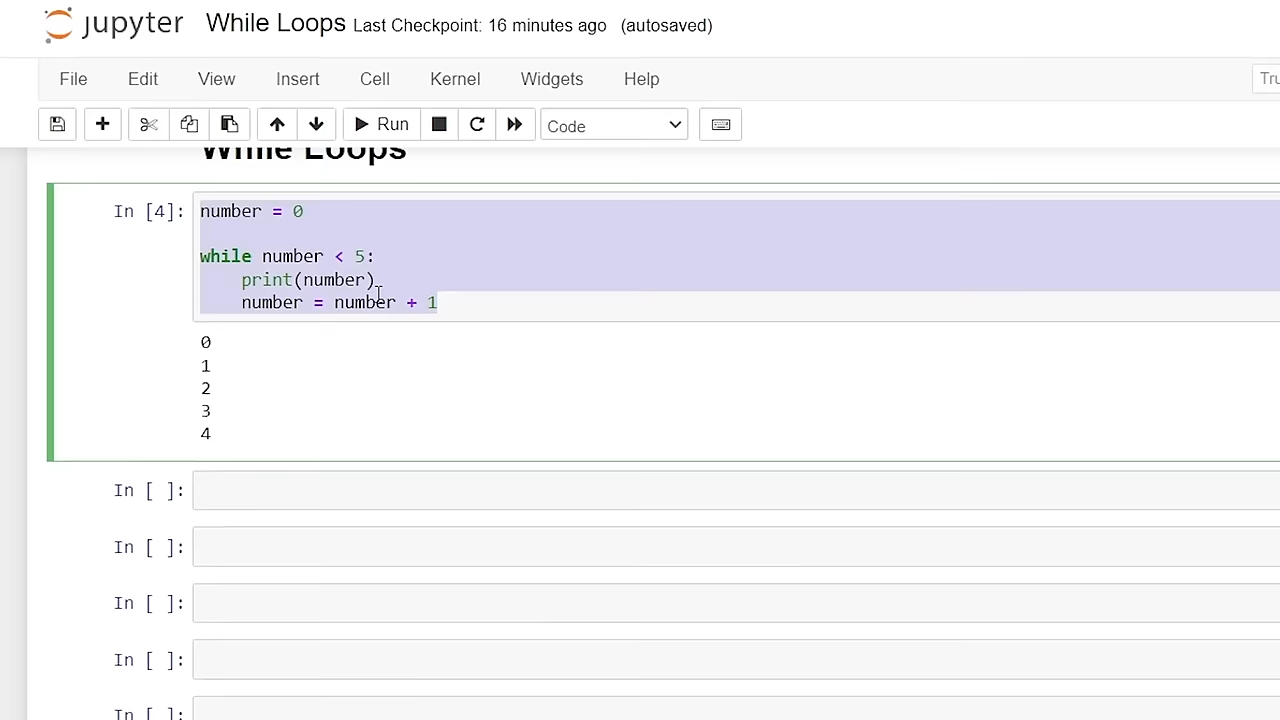 jupyter While Loops Last Checkpoint: 16 minutes ago (autosaved)
File Edit View Insert Cell Kernel Widgets Help
Run Code
While Loops
In [4]: number = 0
while number < 5:
    print(number)
    number = number + 1
0
1
2
3
4
In [ ]:
In [ ]:
In [ ]:
In [ ]:
In [ ]: